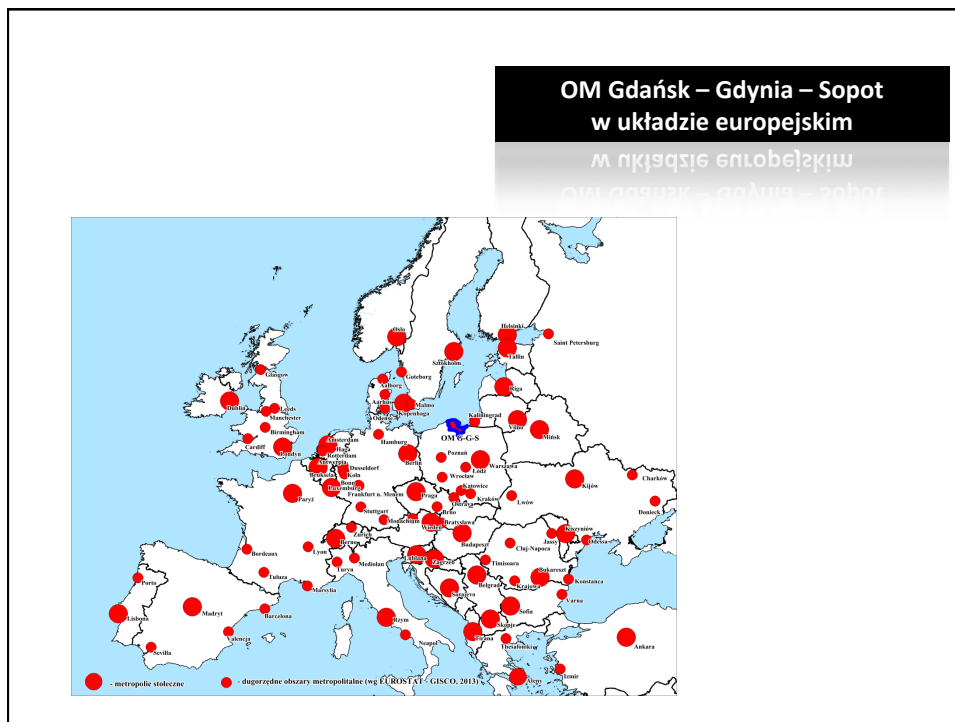 OM Gdańsk – Gdynia – Sopot
w układzie europejskim
Oslo
Helsinki
Saint Petersburg
Sztokholm
Tallin
Glasgow
Goteborg
Aalborg
Ryga
Aarhus
Dublin
Leeds
Malmo
Kopenhaga
Odense
Manchester
Kaliningrad
Wilno
Birmingham
Mińsk
Amsterdam
Hamburg
OM G-G-S
Cardiff
Haga
Londyn
Rotterdam
Poznań
Antwerpia
Berlin
Warszawa
Dusseldorf
Łódź
Bruksela
Koln
Wrocław
Charków
Bonn
Luxemburg
Katowice
Kijów
Frankfurt n. Menem
Kraków
Paryż
Praga
Ostrava
Lwów
Donieck
Brno
Stuttgart
Monachium
Wiedeń
Bratysława
Zurich
Kiszyniów
Berno
Budapeszt
Jassy
Odessa
Bordeaux
Lyon
Cluj-Napoca
Lublana
Zagrzeb
Turyn
Mediolan
Timisoara
Tuluza
Bukareszt
Porto
Marsylia
Belgrad
Krajowa
Konstanca
Sarajewo
Varna
Madryt
Barcelona
Sofia
Lizbona
Rzym
Skopje
Walencja
Neapol
Tirana
Thesaloniki
Ankara
Sevilla
Izmir
Ateny
- metropolie stołeczne
- dugorzędne obszary metropolitalne (wg EUROSTAT - GISCO, 2013)